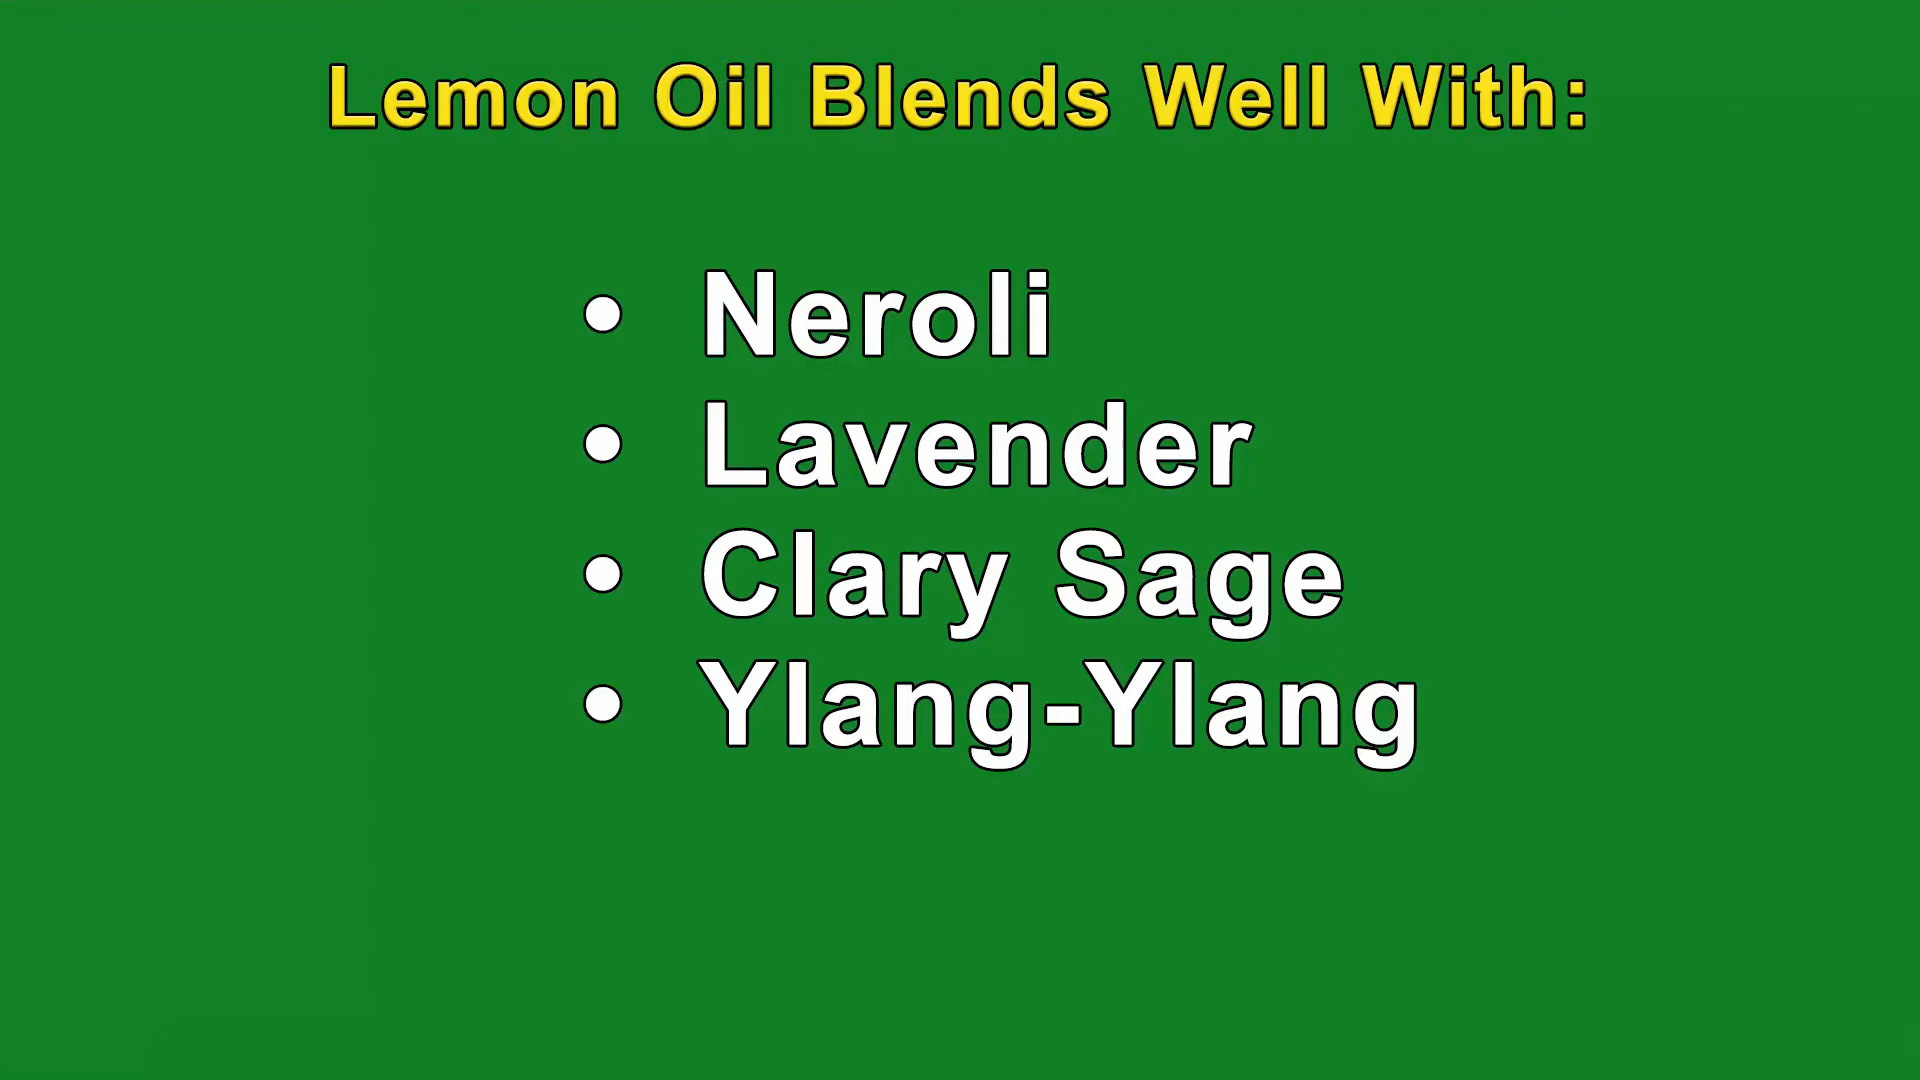 Lemon Oil Blends Well With:
• Neroli
• Lavender
• Clary Sage
• Ylang-Ylang